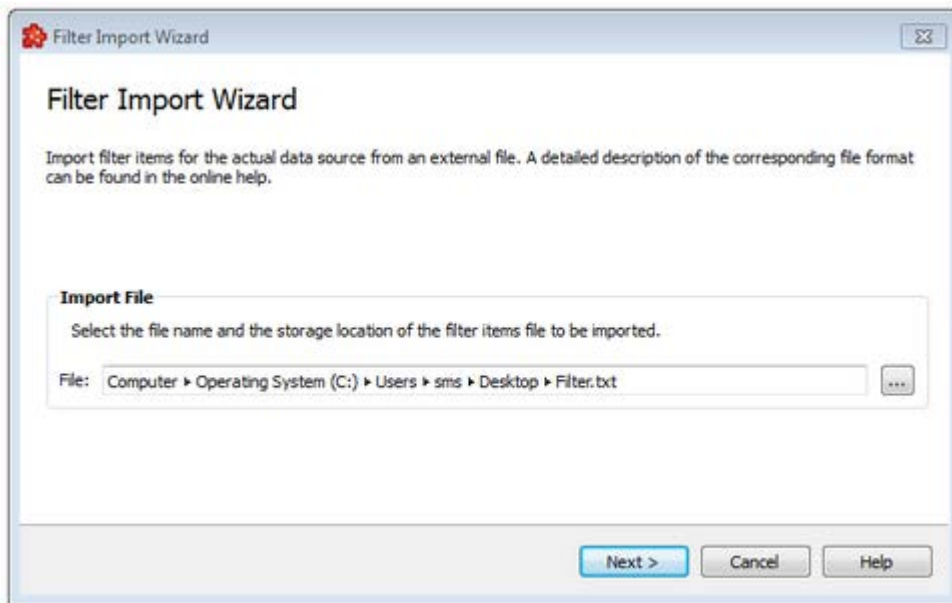 Filter Import Wizard
Filter Import Wizard
Import filter items for the actual data source from an external file. A detailed description of the corresponding file format
can be found in the online help.
Import File
Select the file name and the storage location of the filter items file to be imported.
File: Computer ▸ Operating System (C:) ▸ Users ▸ sms ▸ Desktop ▸ Filter.txt ...
Next > Cancel Help